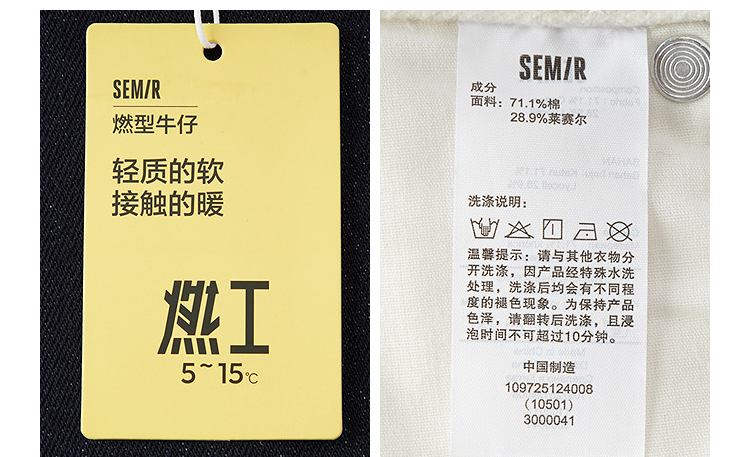 SEMIR
燃型牛仔
轻质的软
接触的暖
燃工
5~15℃
SEMIR
成分
面料：71.1%棉
28.9%莱赛尔
洗涤说明：
温馨提示：请与其他衣物分
开洗涤，因产品经特殊水洗
处理，洗涤后均会有不同程
度的褪色现象。为保持产品
色泽，请翻转后洗涤，且浸
泡时间不可超过10分钟。
中国制造
109725124008
（10501）
3000041